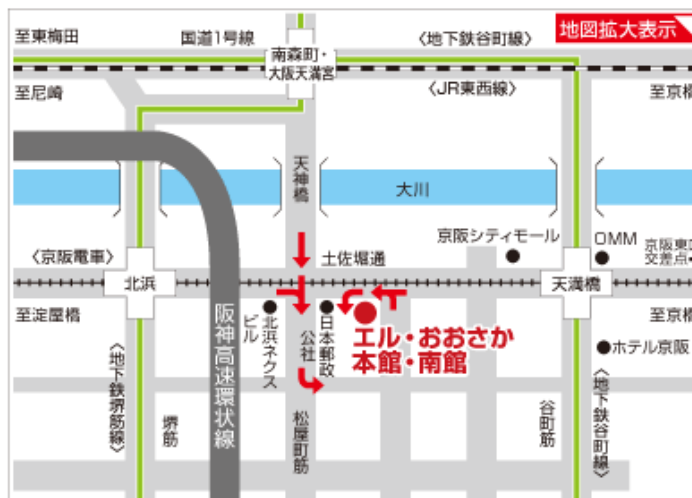 地図拡大表示
至東梅田
国道1号線
〈地下鉄谷町線〉
南森町・
大阪天満宮
至尼崎
〈JR東西線〉
至京橋
天神橋
大川
京阪シティモール
OMM
京阪東口
交差点
〈京阪電車〉
土佐堀通
北浜
天満橋
至淀屋橋
至京橋
阪神高速環状線
北浜ネクス
ビル
日本郵政
公社
エル・おおさか
本館・南館
ホテル京阪
〈地下鉄堺筋線〉
堺筋
松屋町筋
谷町筋
〈地下鉄谷町線〉